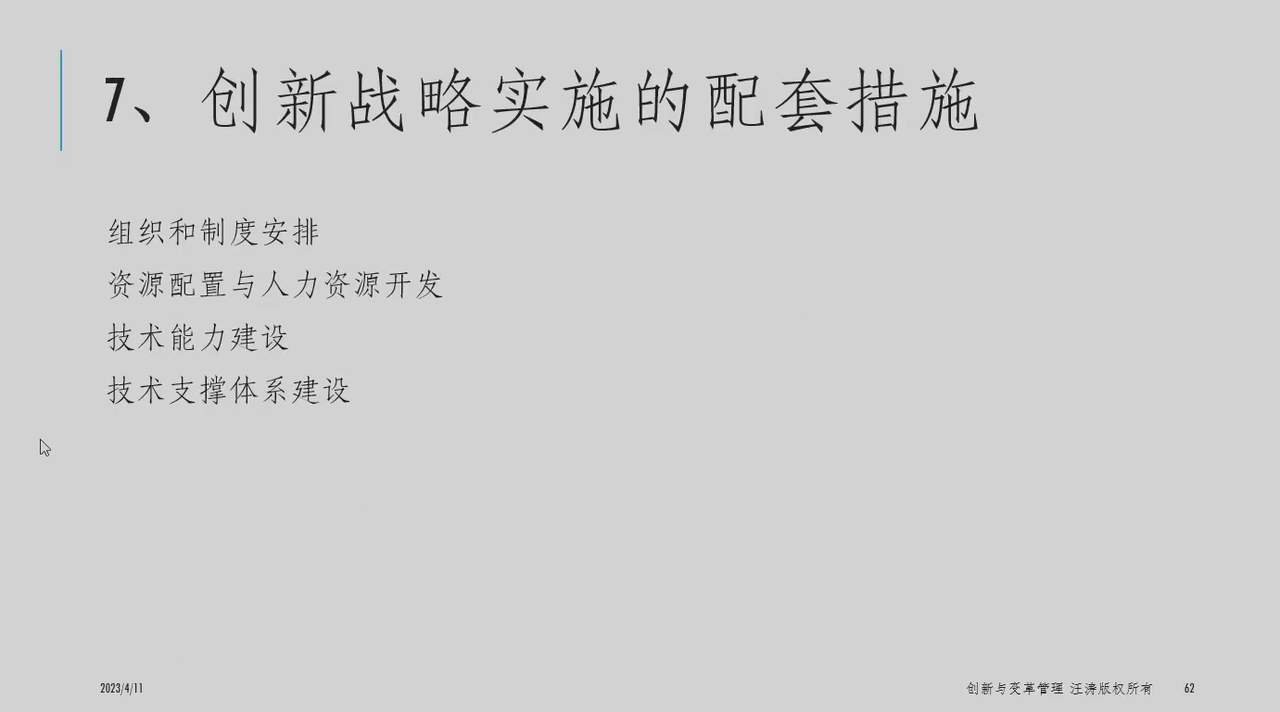 7、创新战略实施的配套措施
组织和制度安排
资源配置与人力资源开发
技术能力建设
技术支撑体系建设
2023/4/11
创新与变革管理 汪涛版权所有
62